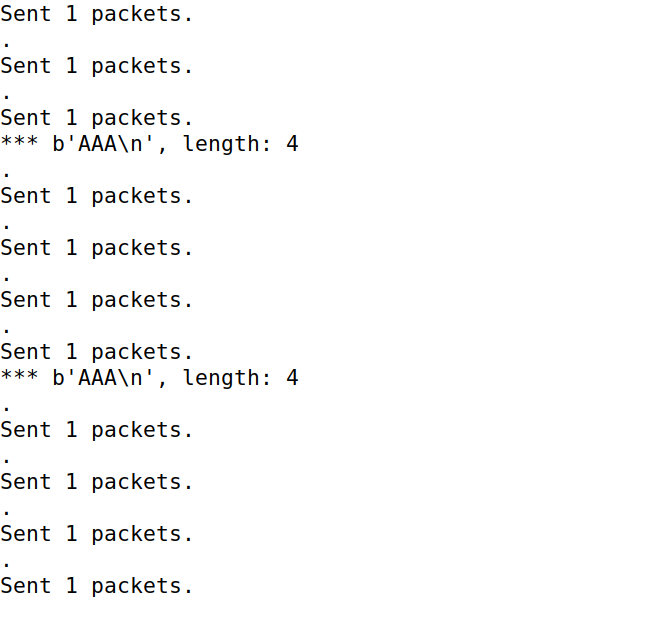 Sent 1 packets.
.
Sent 1 packets.
.
Sent 1 packets.
*** b'AAA\n', length: 4
.
Sent 1 packets.
.
Sent 1 packets.
.
Sent 1 packets.
.
Sent 1 packets.
*** b'AAA\n', length: 4
.
Sent 1 packets.
.
Sent 1 packets.
.
Sent 1 packets.
.
Sent 1 packets.